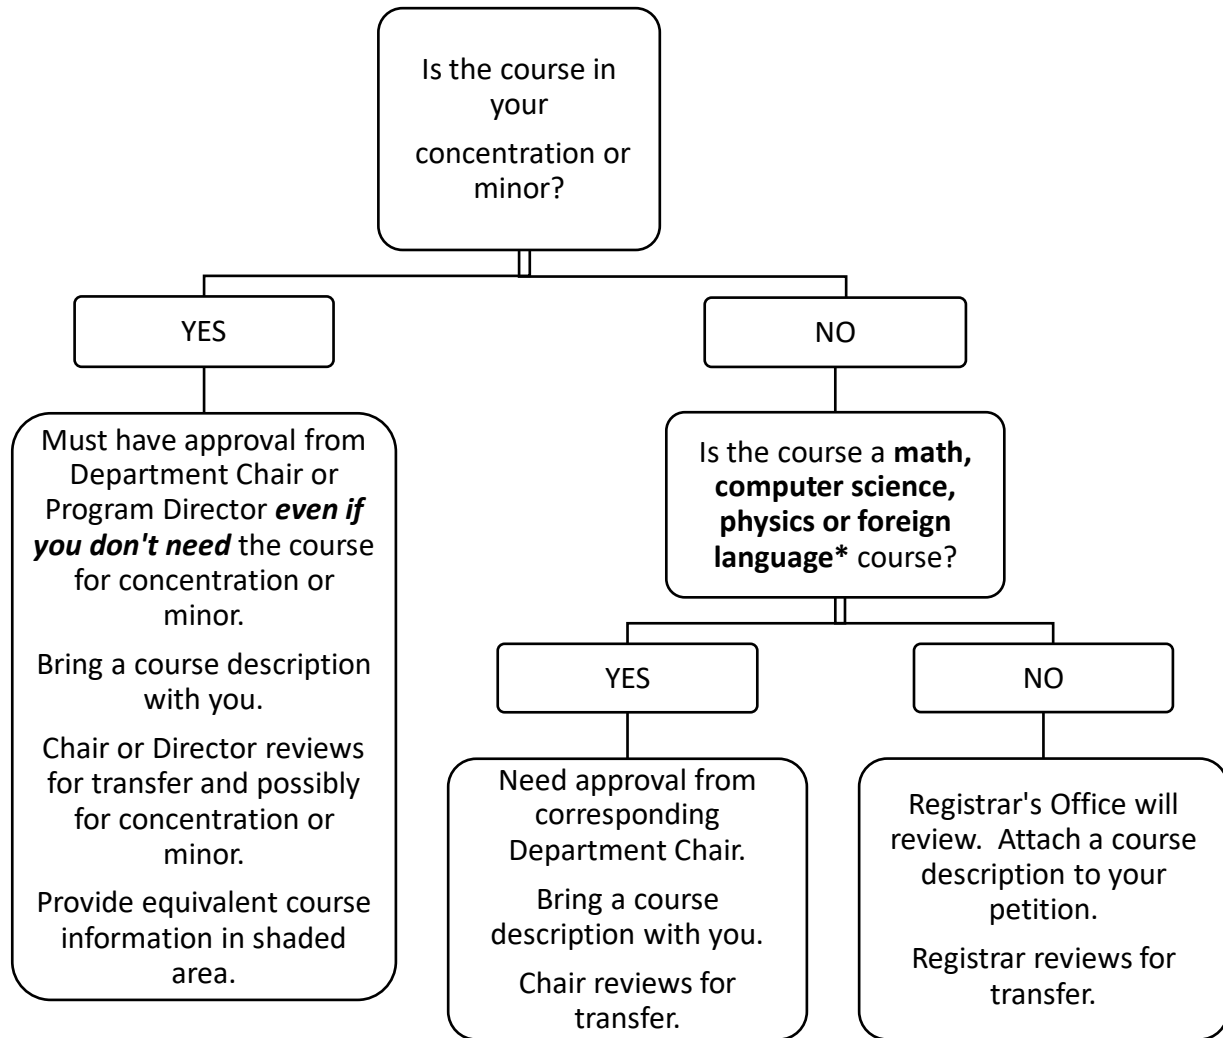 Is the course in
your
concentration or
minor?
YES
NO
Must have approval from
Department Chair or
Program Director even if
you don't need the course
for concentration or
minor.
Bring a course description
with you.
Chair or Director reviews
for transfer and possibly
for concentration or
minor.
Provide equivalent course
information in shaded
area.
Is the course a math,
computer science,
physics or foreign
language* course?
YES
NO
Need approval from
corresponding
Department Chair.
Bring a course
description with you.
Chair reviews for
transfer.
Registrar's Office will
review.  Attach a course
description to your
petition.
Registrar reviews for
transfer.